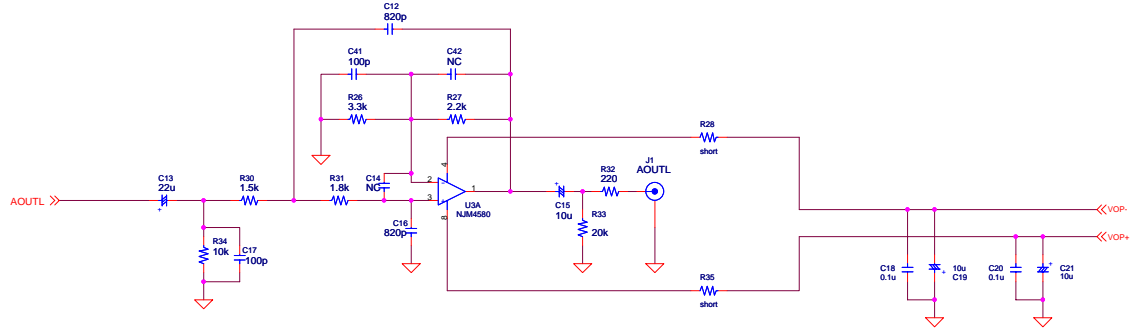 C12
820p
C41
100p
C42
NC
R26
3.3k
R27
2.2k
R28
short
C13
22u
R30
1.5k
R31
1.8k
C14
NC
4
2
3
8
1
U3A
NJM4580
C15
10u
R32
220
J1
AOUTL
AOUTL
C16
820p
R33
20k
R34
10k
C17
100p
VOP-
VOP+
C18
0.1u
10u
C19
C20
0.1u
C21
10u
R35
short